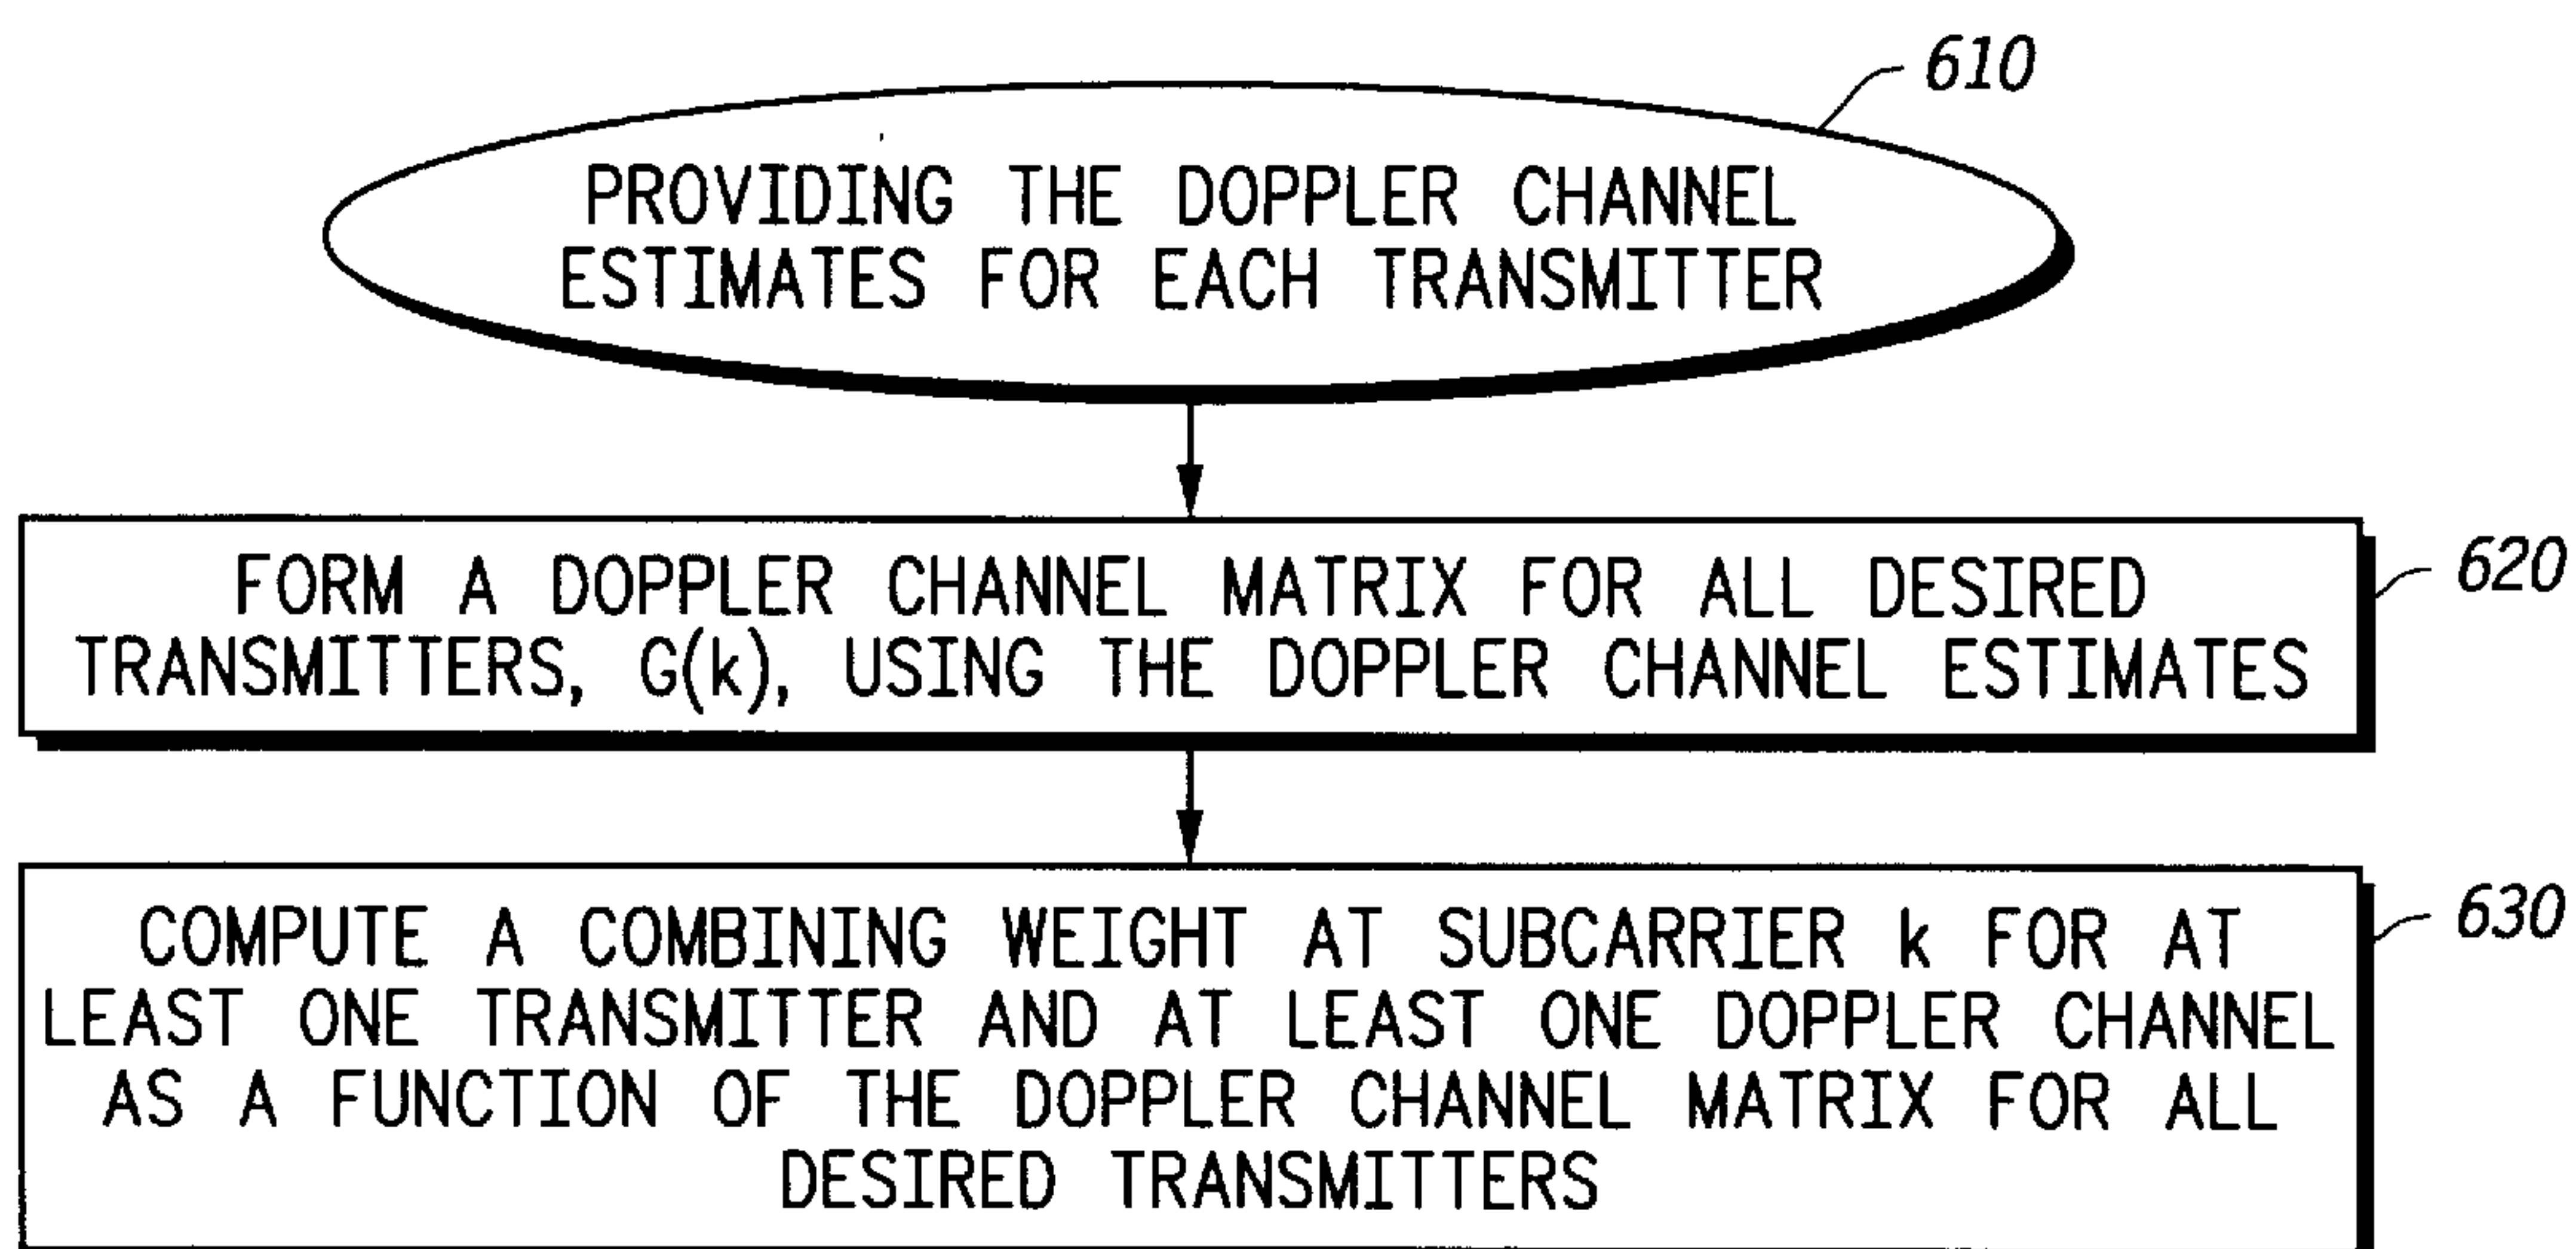 610
PROVIDING THE DOPPLER CHANNEL
ESTIMATES FOR EACH TRANSMITTER
FORM A DOPPLER CHANNEL MATRIX FOR ALL DESIRED
TRANSMITTERS, G(k), USING THE DOPPLER CHANNEL ESTIMATES
620
COMPUTE A COMBINING WEIGHT AT SUBCARRIER k FOR AT
LEAST ONE TRANSMITTER AND AT LEAST ONE DOPPLER CHANNEL
AS A FUNCTION OF THE DOPPLER CHANNEL MATRIX FOR ALL
DESIRED TRANSMITTERS
630